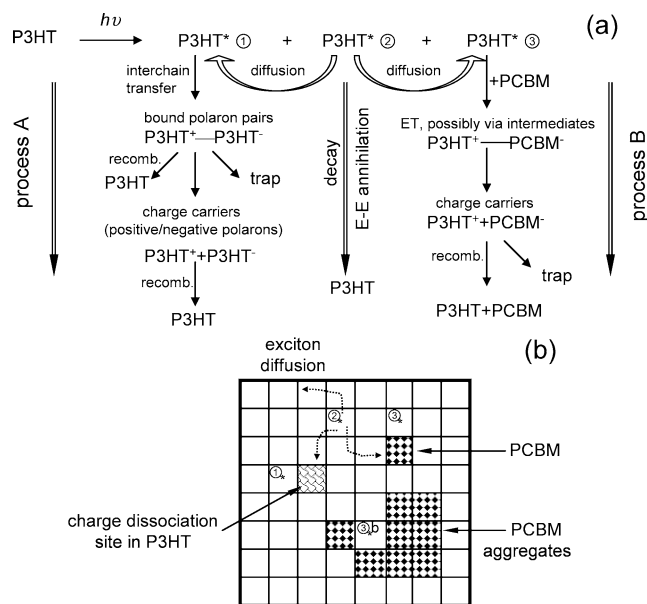 (a)
P3HT
hν
P3HT* ① + P3HT* ② + P3HT* ③
interchain
transfer
diffusion
diffusion
+PCBM
bound polaron pairs
P3HT⁺—P3HT⁻
recomb.
P3HT
trap
charge carriers
(positive/negative polarons)
P3HT⁺+P3HT⁻
recomb.
P3HT
process A
decay
E-E annihilation
P3HT
ET, possibly via intermediates
P3HT⁺—PCBM⁻
charge carriers
P3HT⁺+PCBM⁻
recomb.
trap
P3HT+PCBM
process B
(b)
exciton
diffusion
②*
③*
PCBM
①*
charge dissociation
site in P3HT
③*b
PCBM
aggregates